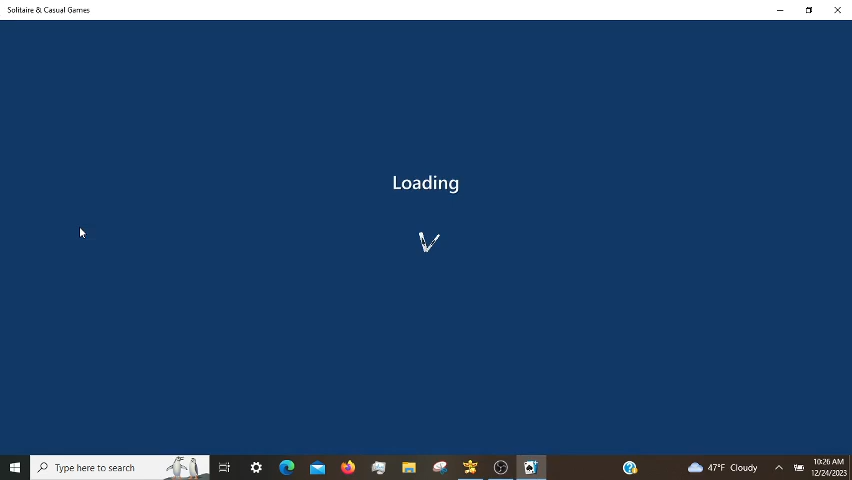 Solitaire & Casual Games
Loading
Type here to search
47°F Cloudy
10:26 AM
12/24/2023